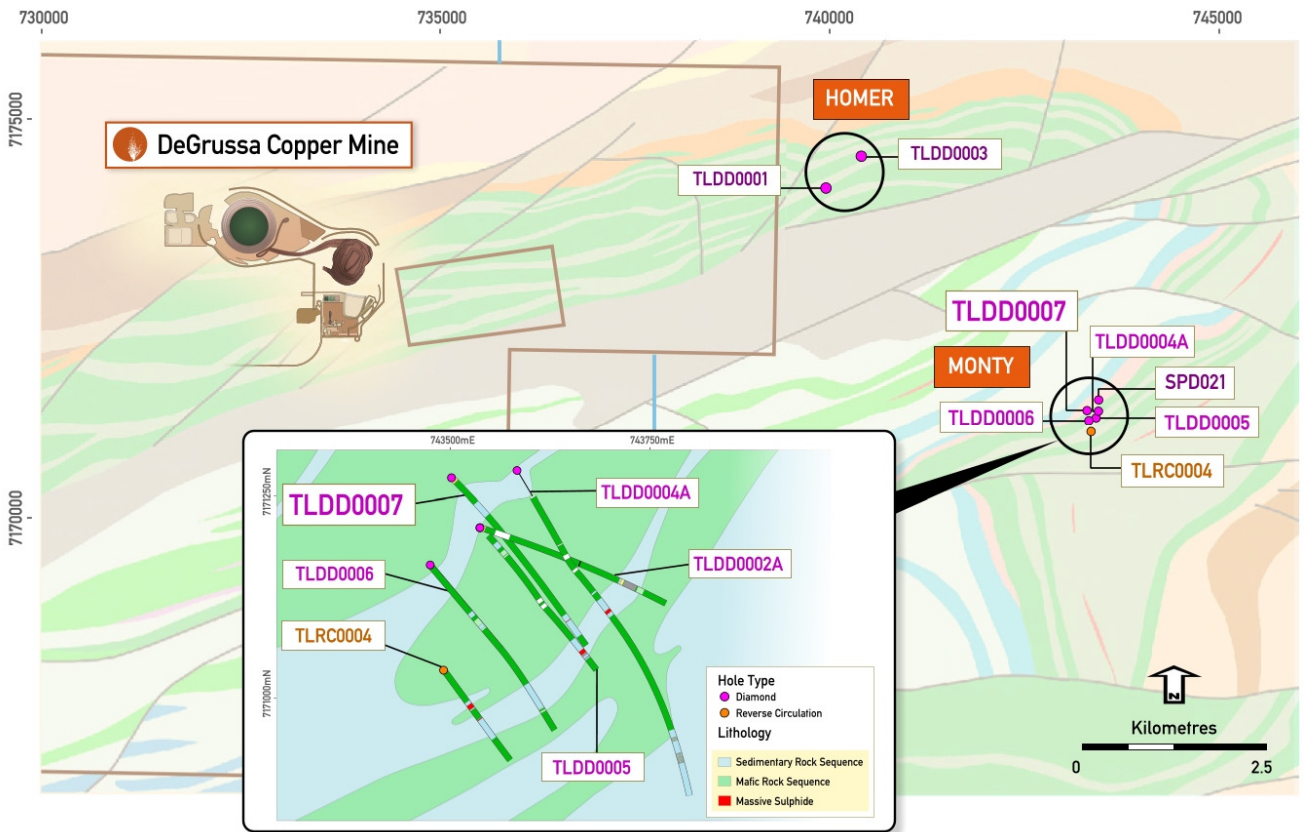 730000
735000
740000
745000
7175000
7170000
DeGrussa Copper Mine
HOMER
TLDD0003
TLDD0001
TLDD0007
TLDD0004A
MONTY
SPD021
TLDD0006
TLDD0005
TLRC0004
743500mE
743750mE
7171250mN
7171000mN
TLDD0007
TLDD0004A
TLDD0002A
TLDD0006
TLRC0004
TLDD0005
Hole Type
Diamond
Reverse Circulation
Lithology
Sedimentary Rock Sequence
Mafic Rock Sequence
Massive Sulphide
N
Kilometres
0
2.5